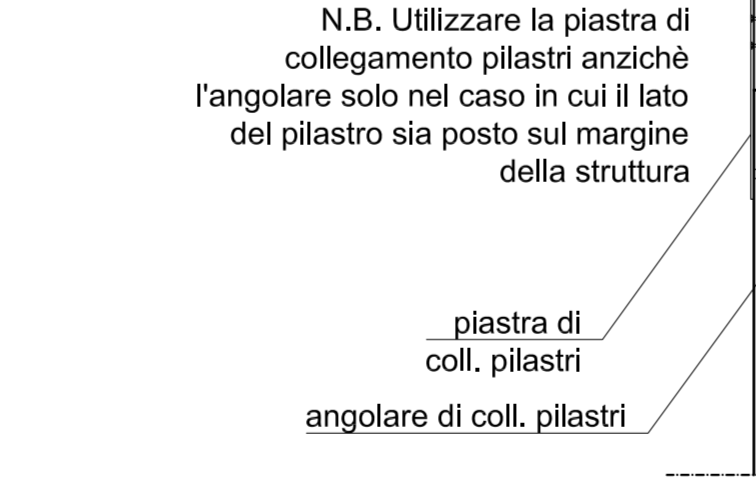 N.B. Utilizzare la piastra di
collegamento pilastri anzichè
l'angolare solo nel caso in cui il lato
del pilastro sia posto sul margine
della struttura
piastra di
coll. pilastri
angolare di coll. pilastri